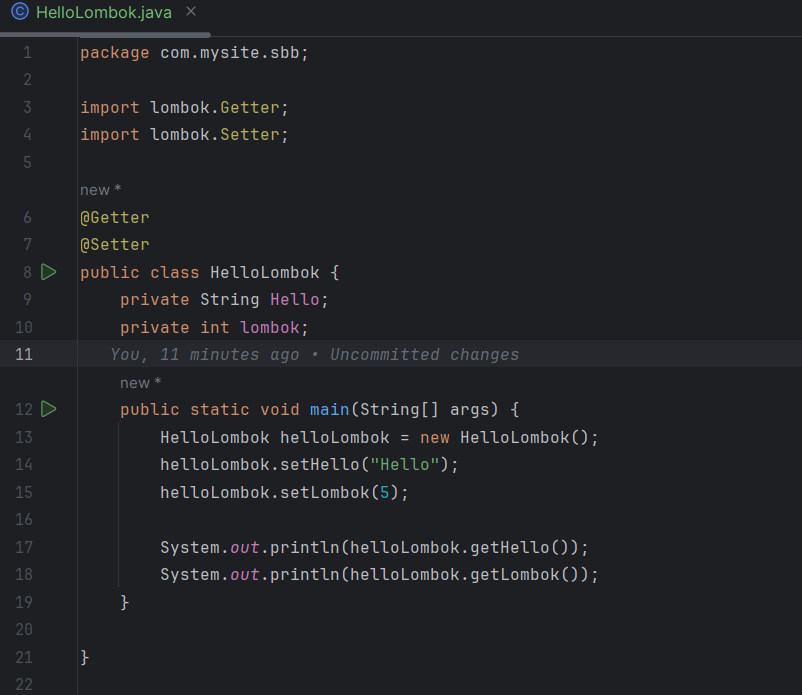 © HelloLombok.java ×
1 package com.mysite.sbb;
2
3 import lombok.Getter;
4 import lombok.Setter;
5
new *
6 @Getter
7 @Setter
8 public class HelloLombok {
9 private String Hello;
10 private int lombok;
11 You, 11 minutes ago • Uncommitted changes
new *
12 public static void main(String[] args) {
13 HelloLombok helloLombok = new HelloLombok();
14 helloLombok.setHello("Hello");
15 helloLombok.setLombok(5);
16
17 System.out.println(helloLombok.getHello());
18 System.out.println(helloLombok.getLombok());
19 }
20
21 }
22